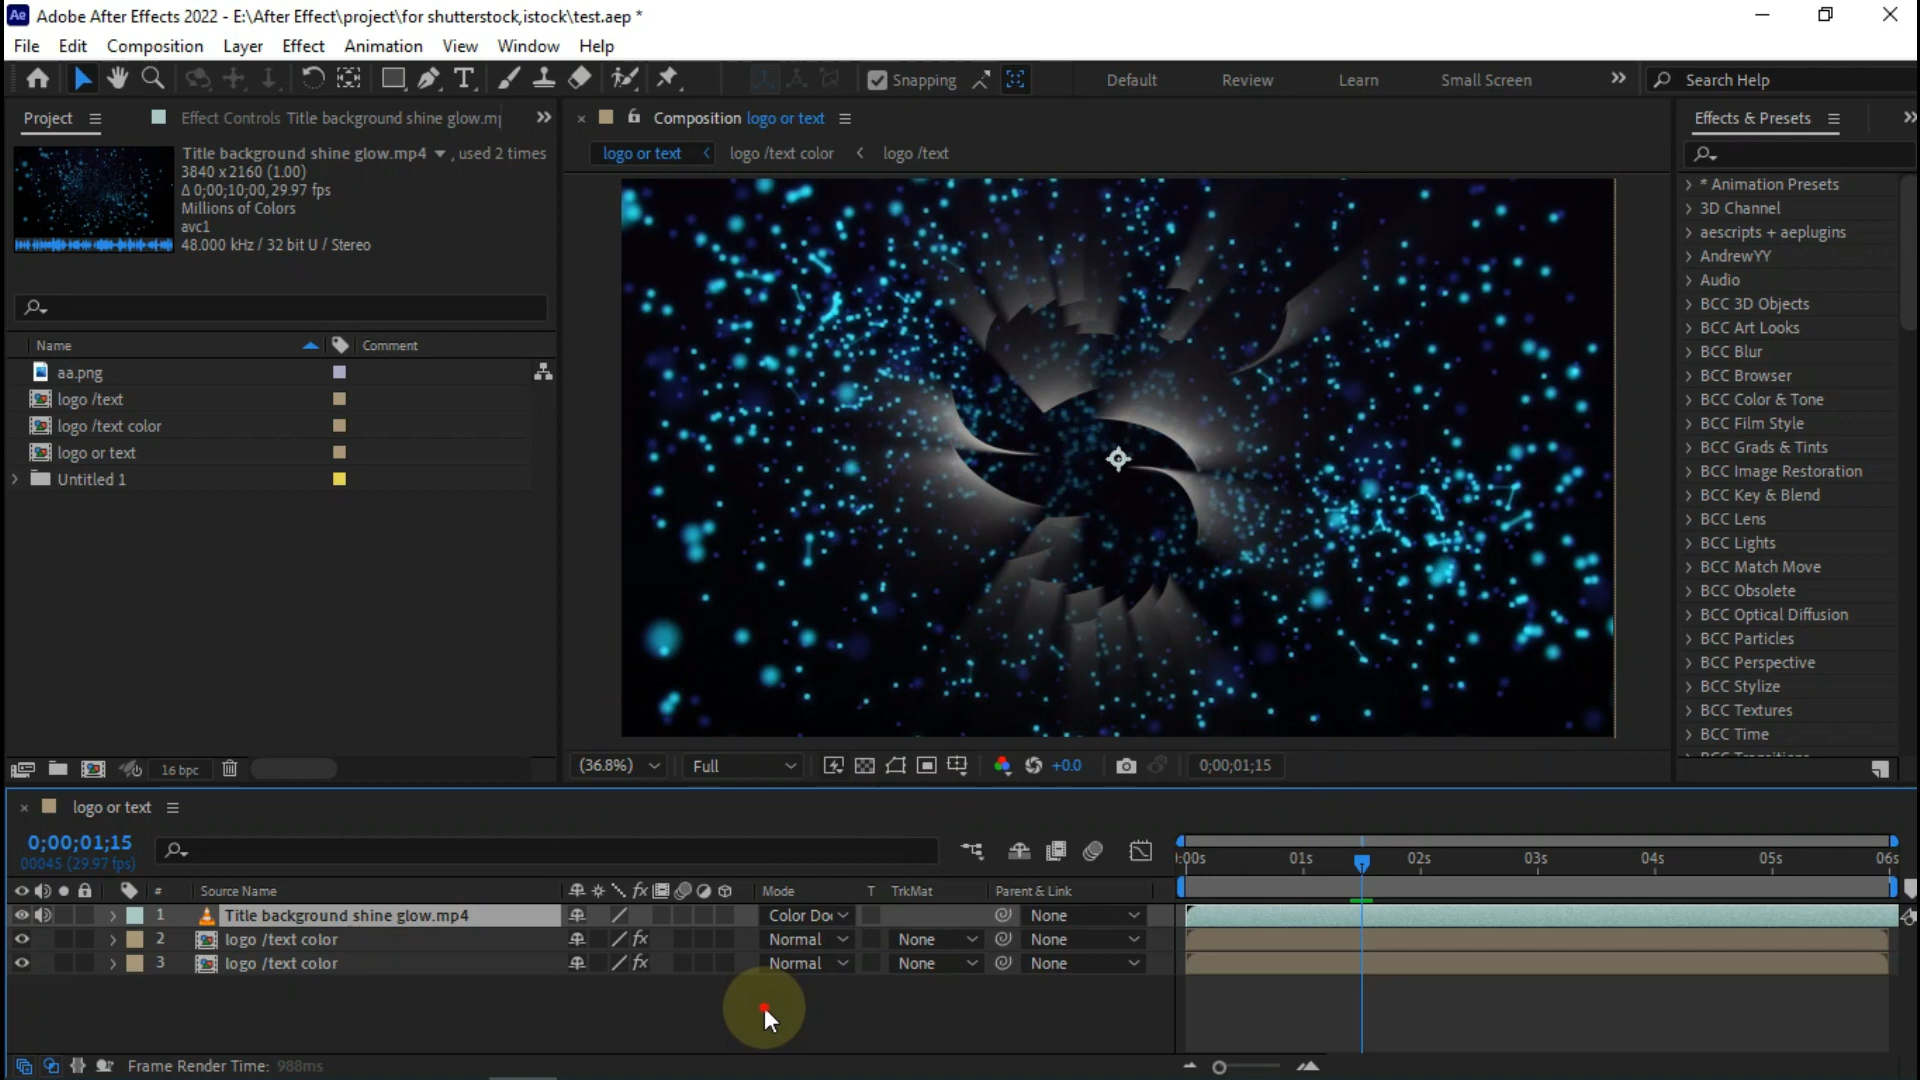 Ae Adobe After Effects 2022 - E:\After Effect\project\for shutterstock,istock\test.aep *
File Edit Composition Layer Effect Animation View Window Help
Snapping Default Review Learn Small Screen Search Help
Project Effect Controls Title background shine glow.m
Composition logo or text
Effects & Presets
logo or text logo /text color logo /text
Title background shine glow.mp4 , used 2 times
3840 x 2160 (1.00)
Δ 0;00;10;00, 29.97 fps
Millions of Colors
avc1
48.000 kHz / 32 bit U / Stereo
Name Comment
aa.png
logo /text
logo /text color
logo or text
Untitled 1
16 bpc
(36.8%) Full +0.0 0;00;01;15
* Animation Presets
3D Channel
aescripts + aeplugins
AndrewYY
Audio
BCC 3D Objects
BCC Art Looks
BCC Blur
BCC Browser
BCC Color & Tone
BCC Film Style
BCC Grads & Tints
BCC Image Restoration
BCC Key & Blend
BCC Lens
BCC Lights
BCC Match Move
BCC Obsolete
BCC Optical Diffusion
BCC Particles
BCC Perspective
BCC Stylize
BCC Textures
BCC Time
BCC Transitions
logo or text
0;00;01;15
00045 (29.97 fps)
:00s 01s 02s 03s 04s 05s 06s
# Source Name fx Mode T TrkMat Parent & Link
1 Title background shine glow.mp4 Color Do None
2 logo /text color fx Normal None None
3 logo /text color fx Normal None None
Frame Render Time: 988ms